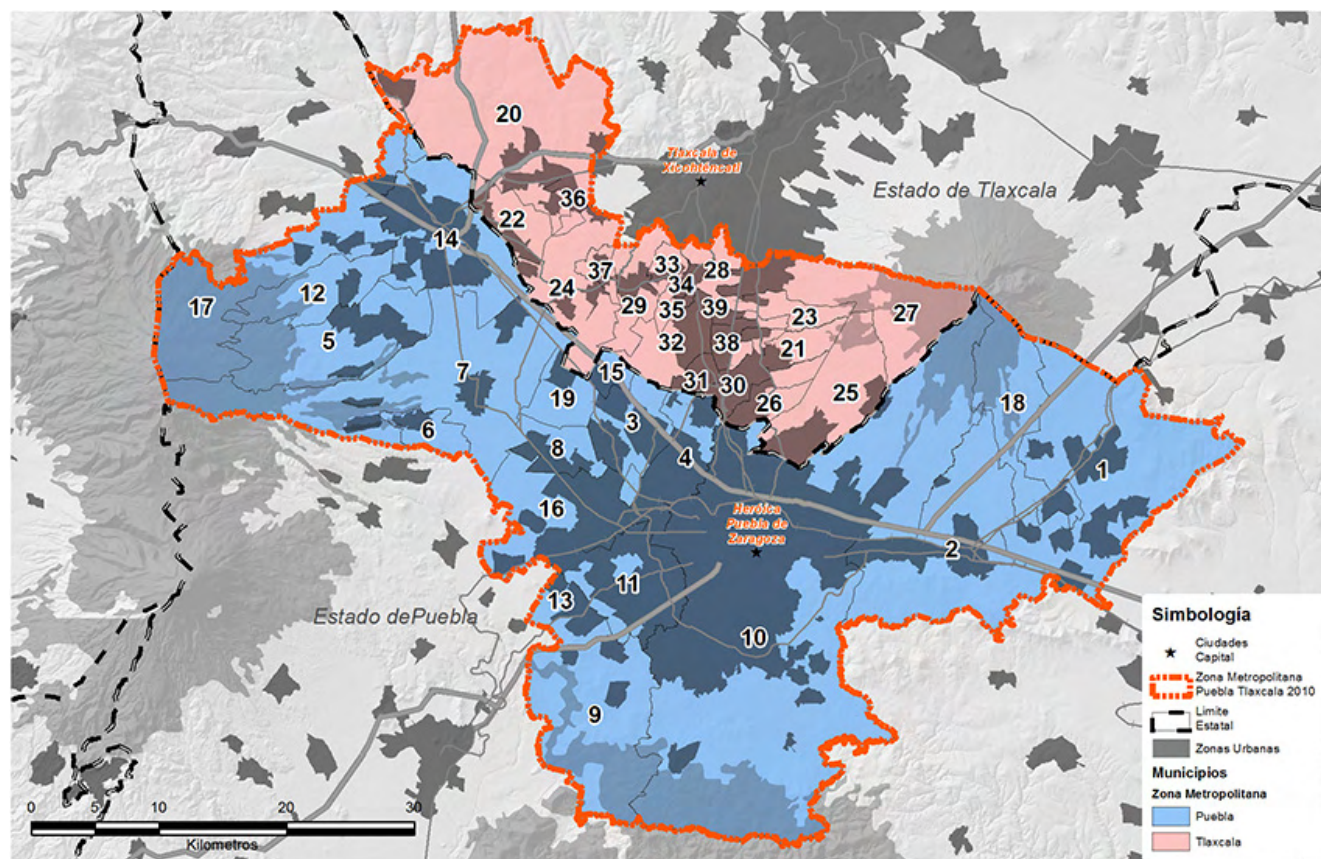 20
Tlaxcala de
Xicohténcatl
Estado de Tlaxcala
36
22
14
37
33
28
17
12
24
34
27
29
35
39
23
5
32
38
21
7
15
31
30
25
18
19
26
6
3
8
4
1
16
Heróica
Puebla de
Zaragoza
2
11
13
Estado dePuebla
10
9
0 5 10 20 30
Kilometros
Simbología
Ciudades
Capital
Zona Metropolitana
Puebla Tlaxcala 2010
Limite
Estatal
Zonas Urbanas
Municipios
Zona Metropolitana
Puebla
Tlaxcala